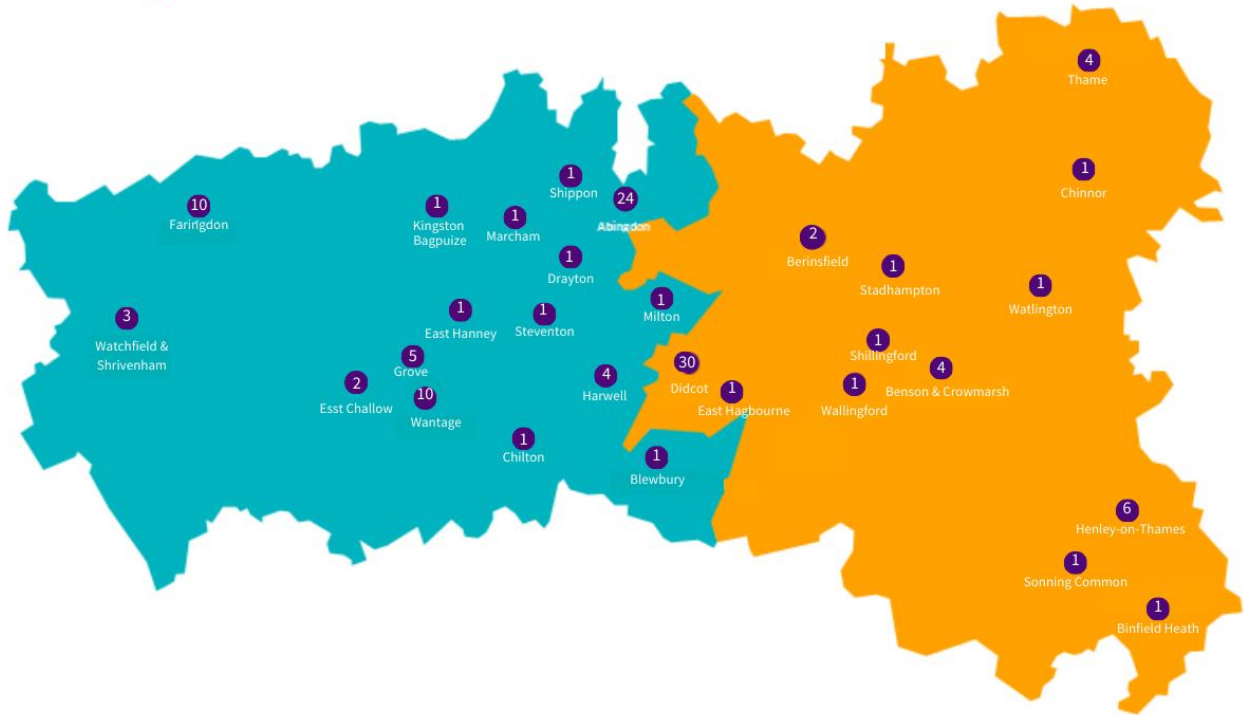 4
Thame
1
Chinnor
1
Shippon
24
Abingdon
10
Faringdon
1
Kingston
Bagpuize
1
Marcham
2
Berinsfield
1
Drayton
1
Stadhampton
1
Watlington
3
Watchfield &
Shrivenham
1
East Hanney
1
Steventon
1
Milton
1
Shillingford
5
Grove
2
Esst Challow
10
Wantage
4
Harwell
30
Didcot
1
East Hagbourne
1
Wallingford
4
Benson & Crowmarsh
1
Chilton
1
Blewbury
6
Henley-on-Thames
1
Sonning Common
1
Binfield Heath